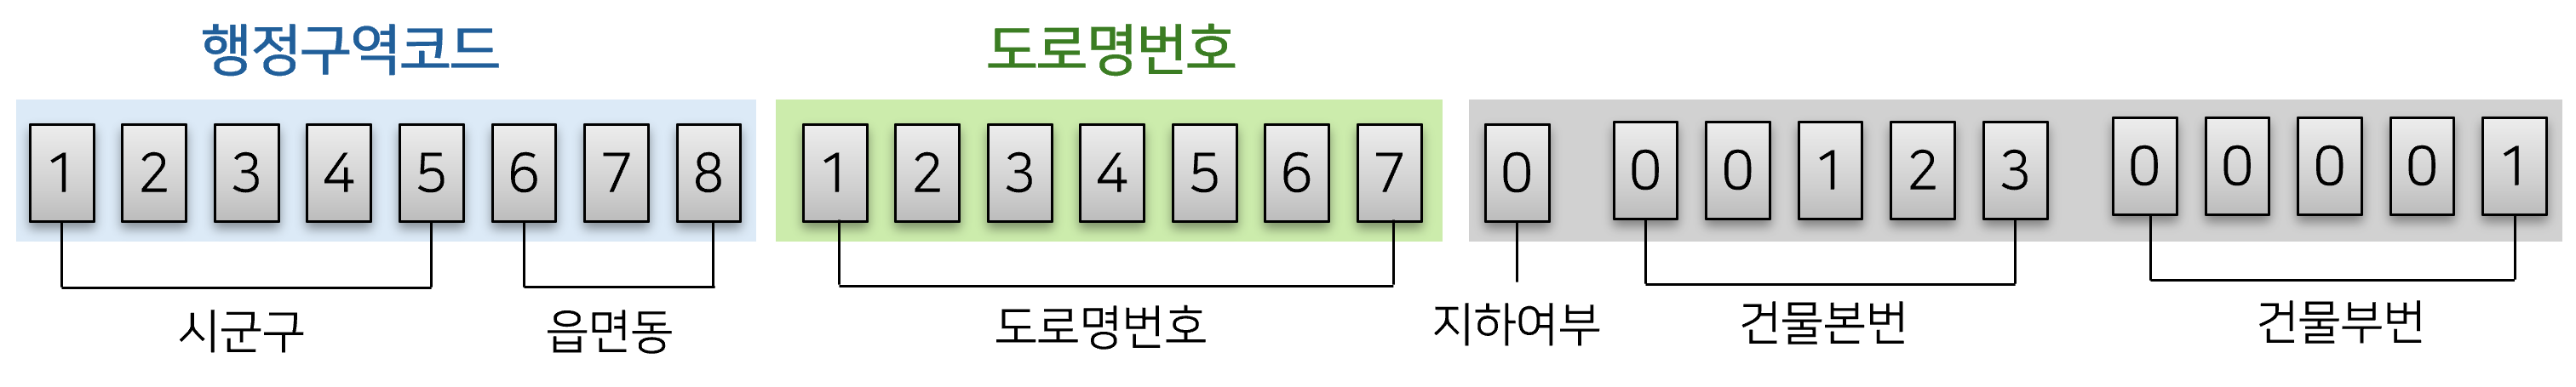 행정구역코드 도로명번호
1 2 3 4 5 6 7 8 1 2 3 4 5 6 7 0 0 0 1 2 3 0 0 0 0 1
시군구 읍면동 도로명번호 지하여부 건물본번 건물부번